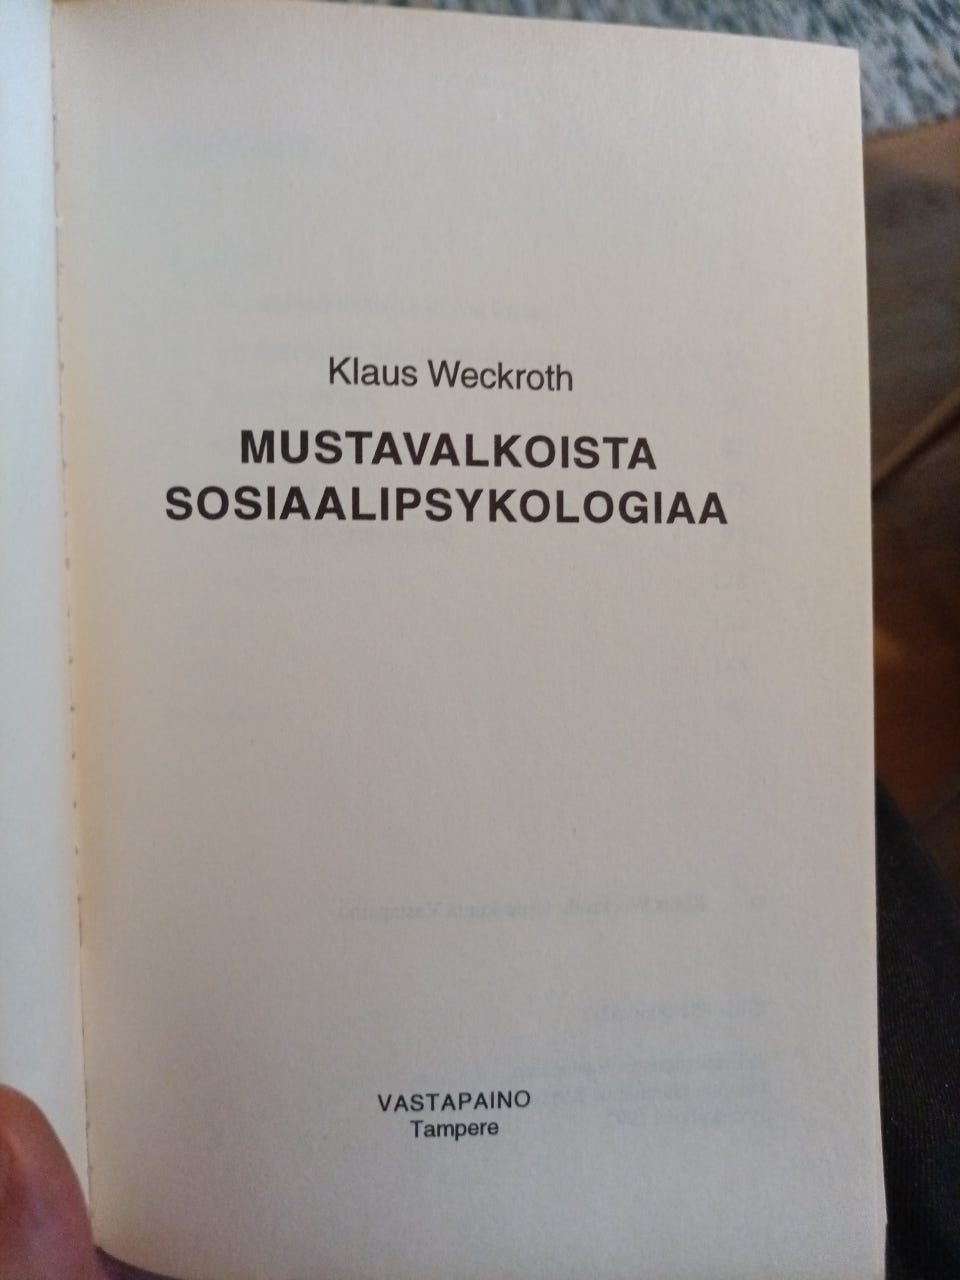 Klaus Weckroth
MUSTAVALKOISTA
SOSIAALIPSYKOLOGIAA
VASTAPAINO
Tampere